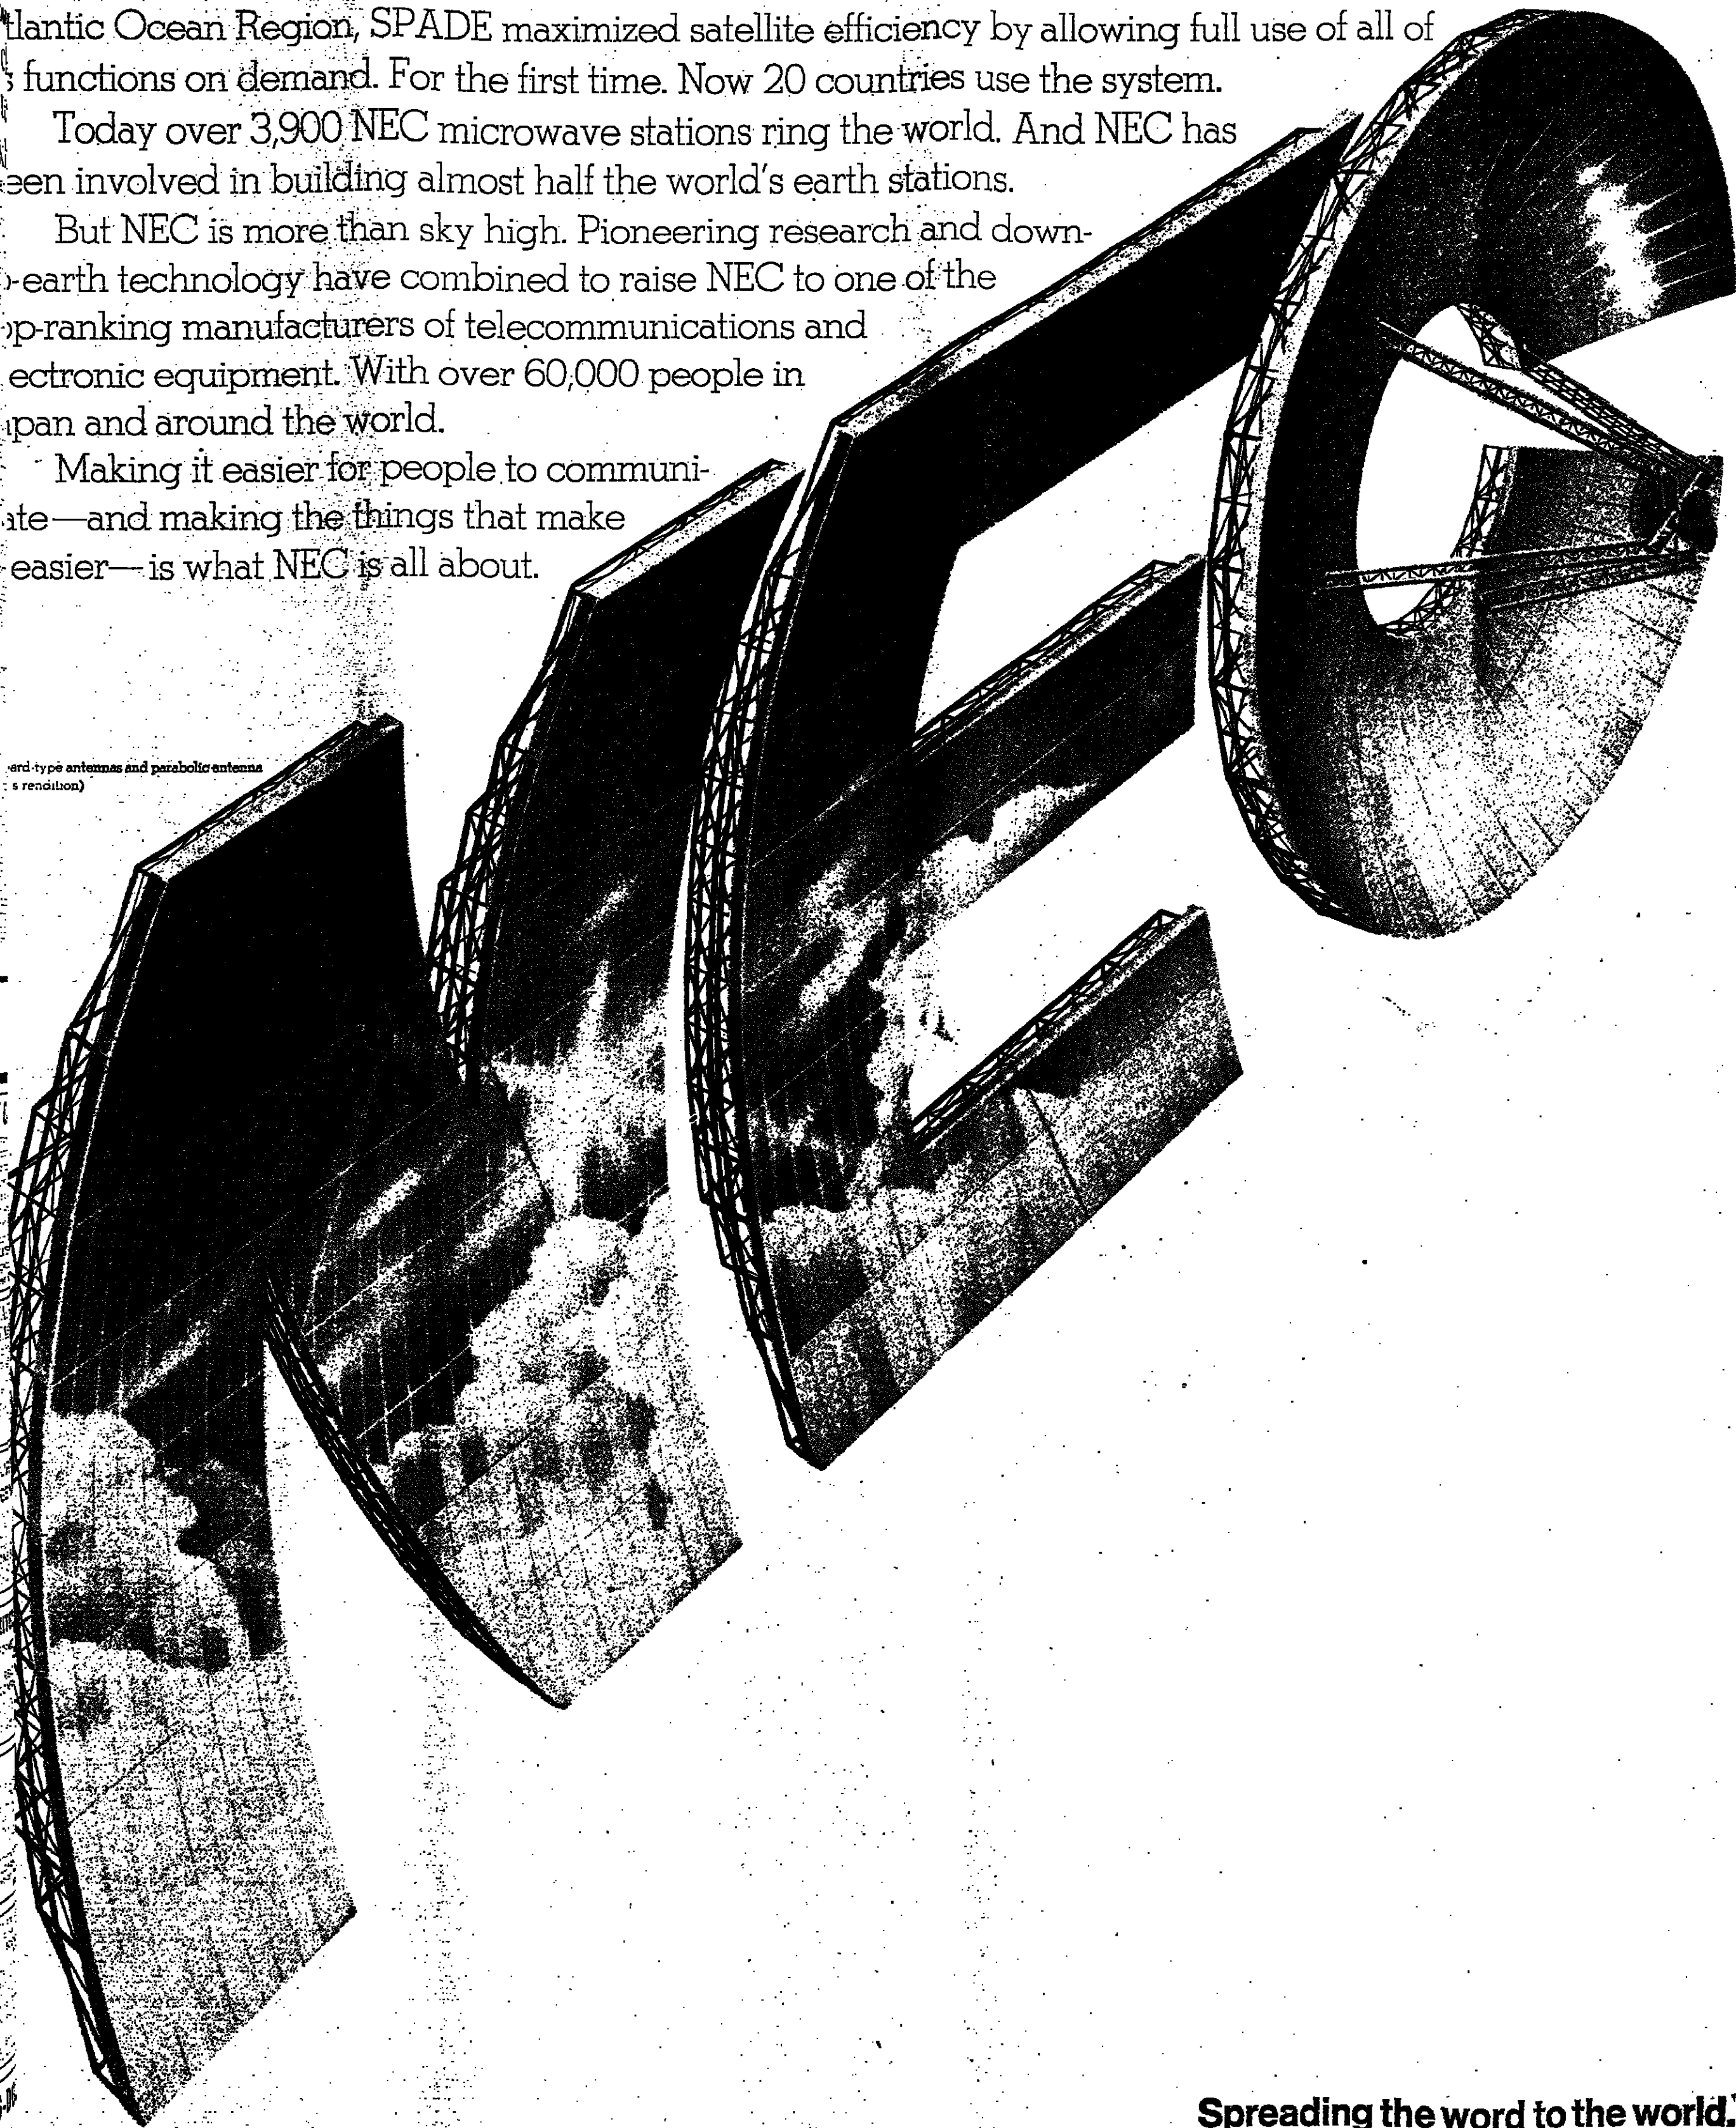 tlantic Ocean Region, SPADE maximized satellite efficiency by allowing full use of all of
s functions on demand. For the first time. Now 20 countries use the system.
Today over 3,900 NEC microwave stations ring the world. And NEC has
een involved in building almost half the world's earth stations.
But NEC is more than sky high. Pioneering research and down-
-earth technology have combined to raise NEC to one of the
op-ranking manufacturers of telecommunications and
ectronic equipment. With over 60,000 people in
pan and around the world.
Making it easier for people to communi-
ate—and making the things that make
easier—is what NEC is all about.
ard-type antennas and parabolic antenna
s rendition)
NEC
Spreading the word to the world.